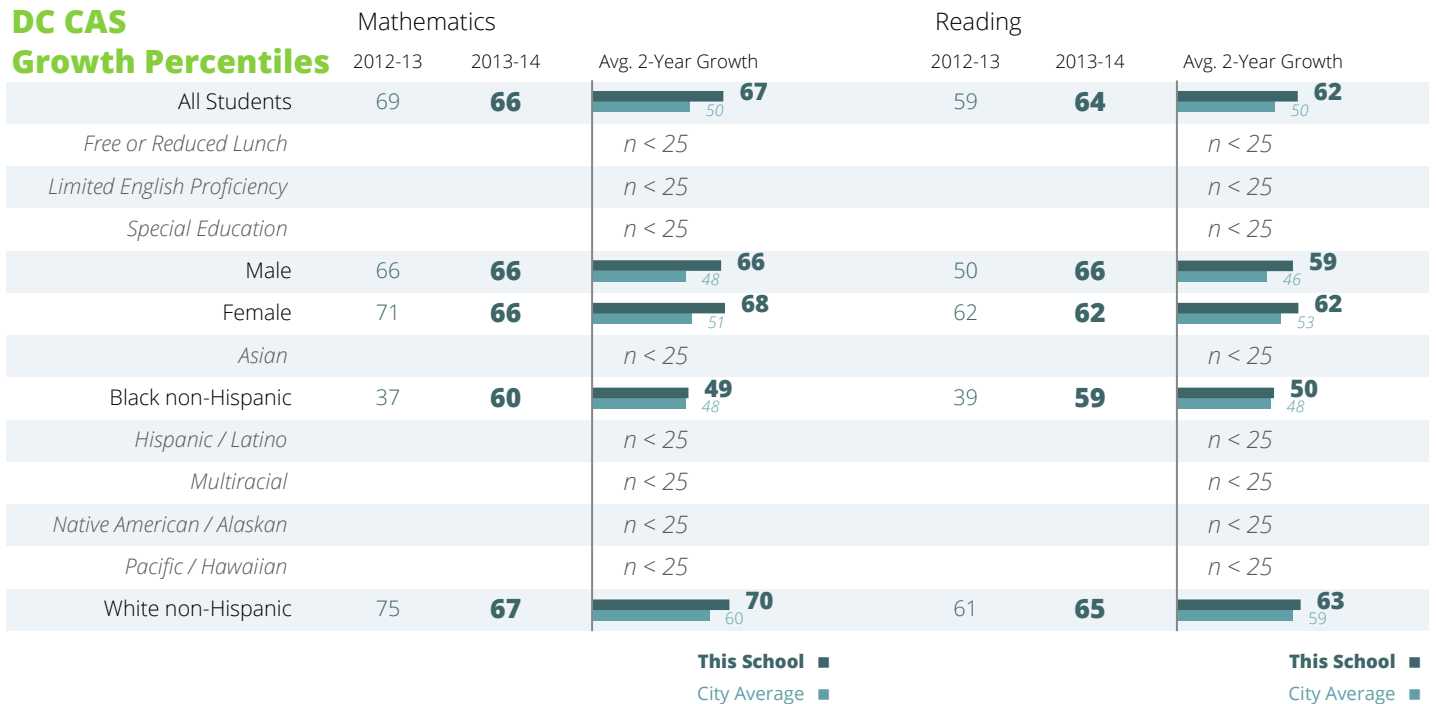 DC CAS
Growth Percentiles
Mathematics
Reading
2012-13 2013-14 Avg. 2-Year Growth 2012-13 2013-14 Avg. 2-Year Growth
All Students 69 66 67 50 59 64 62 50
Free or Reduced Lunch n < 25 n < 25
Limited English Proficiency n < 25 n < 25
Special Education n < 25 n < 25
Male 66 66 66 48 50 66 59 46
Female 71 66 68 51 62 62 62 53
Asian n < 25 n < 25
Black non-Hispanic 37 60 49 48 39 59 50 48
Hispanic / Latino n < 25 n < 25
Multiracial n < 25 n < 25
Native American / Alaskan n < 25 n < 25
Pacific / Hawaiian n < 25 n < 25
White non-Hispanic 75 67 70 60 61 65 63 59
This School This School
City Average City Average